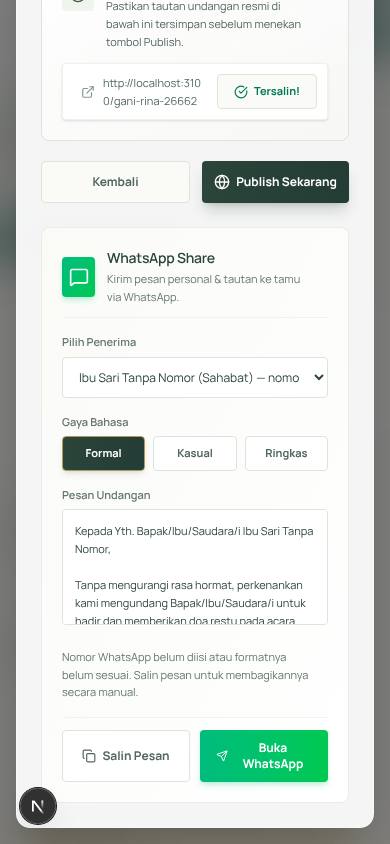 Pastikan tautan undangan resmi di
bawah ini tersimpan sebelum menekan
tombol Publish.
http://localhost:310
0/gani-rina-26662
Tersalin!
Kembali
Publish Sekarang
WhatsApp Share
Kirim pesan personal & tautan ke tamu
via WhatsApp.
Pilih Penerima
Ibu Sari Tanpa Nomor (Sahabat) — nomo
Gaya Bahasa
Formal
Kasual
Ringkas
Pesan Undangan
Kepada Yth. Bapak/Ibu/Saudara/i Ibu Sari Tanpa
Nomor,
Tanpa mengurangi rasa hormat, perkenankan
kami mengundang Bapak/Ibu/Saudara/i untuk
hadir dan memberikan doa restu pada acara
Nomor WhatsApp belum diisi atau formatnya
belum sesuai. Salin pesan untuk membagikannya
secara manual.
Salin Pesan
Buka
WhatsApp
N